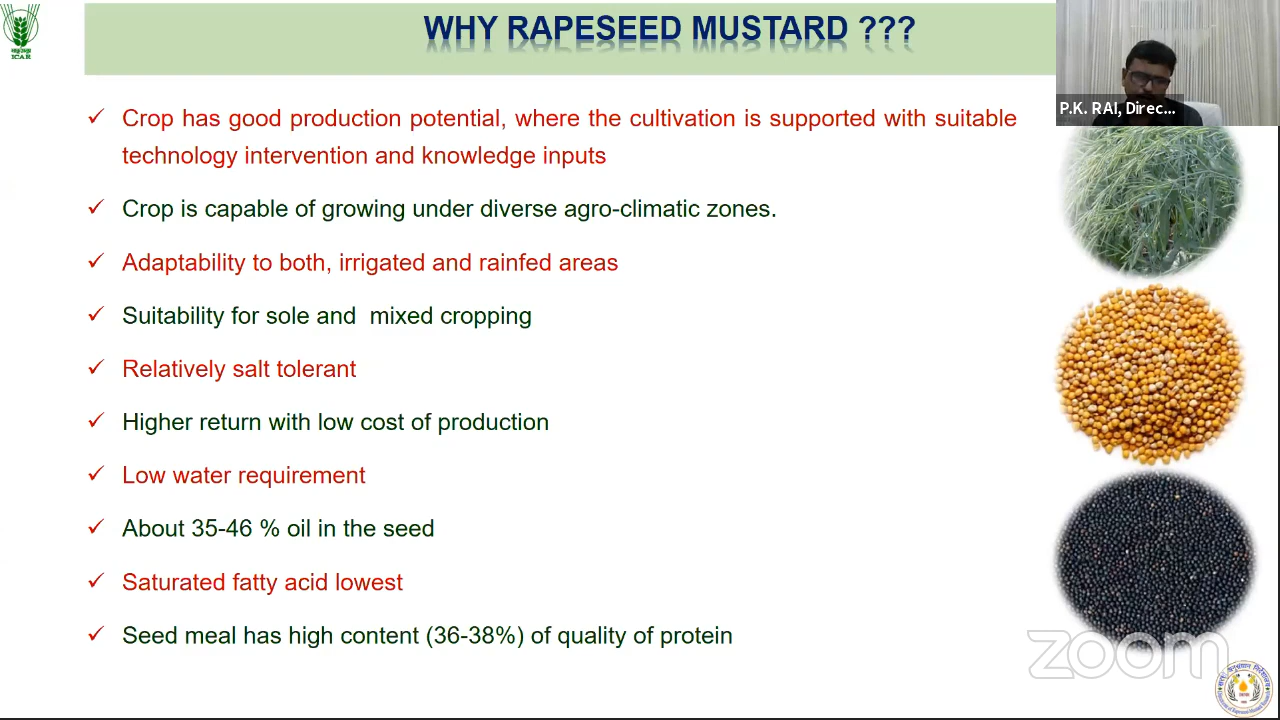 WHY RAPESEED MUSTARD ???
ICAR
P.K. RAI, Direc...
✓ Crop has good production potential, where the cultivation is supported with suitable
technology intervention and knowledge inputs
✓ Crop is capable of growing under diverse agro-climatic zones.
✓ Adaptability to both, irrigated and rainfed areas
✓ Suitability for sole and  mixed cropping
✓ Relatively salt tolerant
✓ Higher return with low cost of production
✓ Low water requirement
✓ About 35-46 % oil in the seed
✓ Saturated fatty acid lowest
✓ Seed meal has high content (36-38%) of quality of protein
zoom